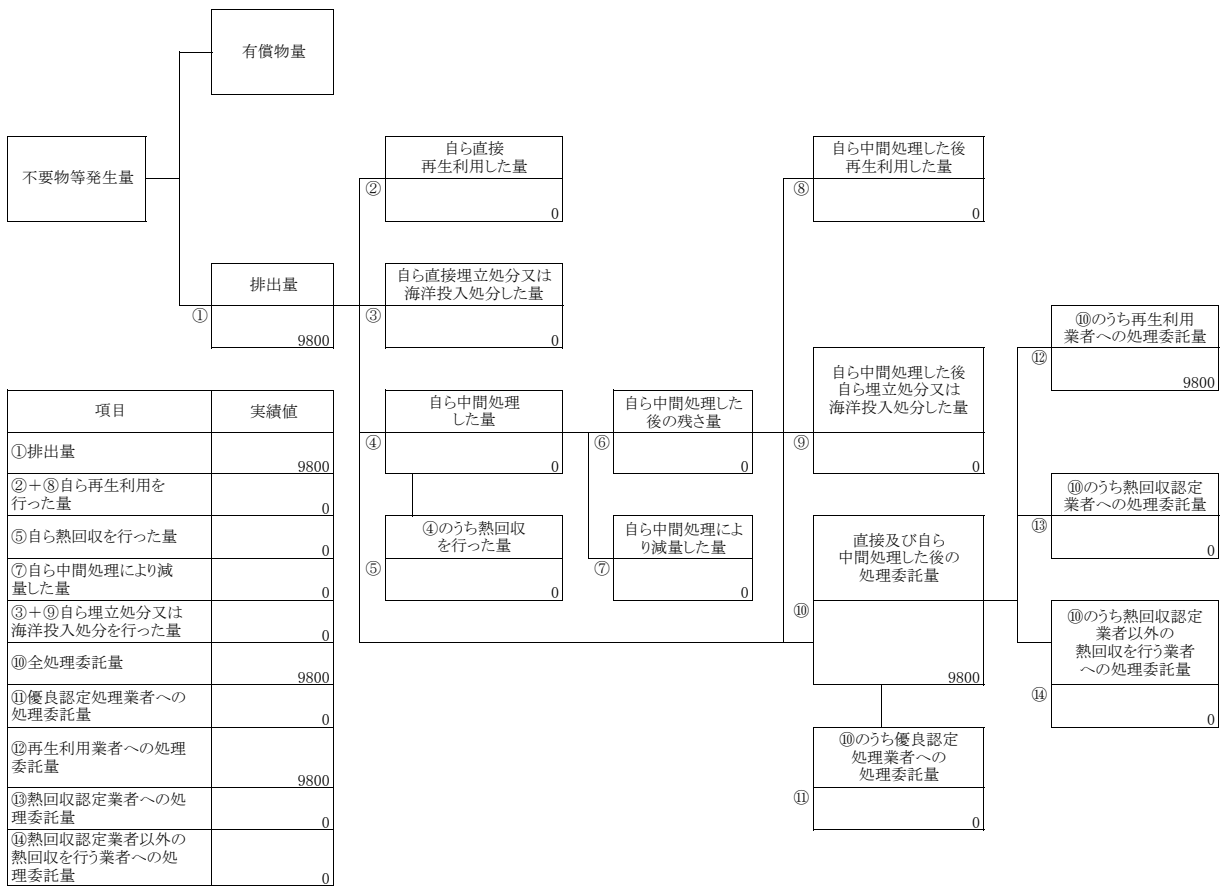 有償物量
不要物等発生量
自ら直接
再生利用した量
②
0
自ら中間処理した後
再生利用した量
⑧
0
排出量
①
9800
自ら直接埋立処分又は
海洋投入処分した量
③
0
⑩のうち再生利用
業者への処理委託量
⑫
9800
自ら中間処理
した量
④
0
自ら中間処理した
後の残さ量
⑥
0
自ら中間処理した後
自ら埋立処分又は
海洋投入処分した量
⑨
0
⑩のうち熱回収認定
業者への処理委託量
⑬
0
④のうち熱回収
を行った量
⑤
0
自ら中間処理によ
り減量した量
⑦
0
直接及び自ら
中間処理した後の
処理委託量
⑩
9800
⑩のうち熱回収認定
業者以外の
熱回収を行う業者
への処理委託量
⑭
0
⑩のうち優良認定
処理業者への
処理委託量
⑪
0
項目 実績値
①排出量
9800
②＋⑧自ら再生利用を
行った量
0
⑤自ら熱回収を行った量
0
⑦自ら中間処理により減
量した量
0
③＋⑨自ら埋立処分又は
海洋投入処分を行った量
0
⑩全処理委託量
9800
⑪優良認定処理業者への
処理委託量
0
⑫再生利用業者への処理
委託量
9800
⑬熱回収認定業者への処
理委託量
0
⑭熱回収認定業者以外の
熱回収を行う業者への処
理委託量
0